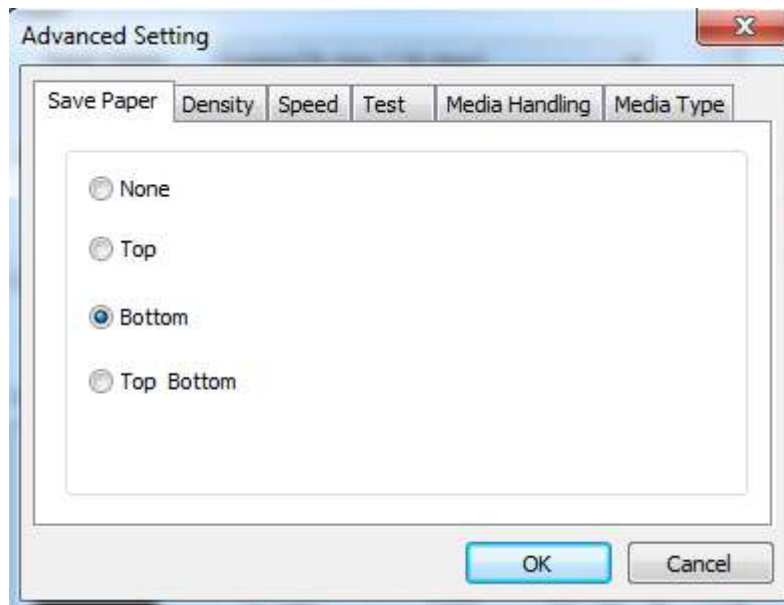 Advanced Setting
Save Paper Density Speed Test Media Handling Media Type
None
Top
Bottom
Top Bottom
OK Cancel